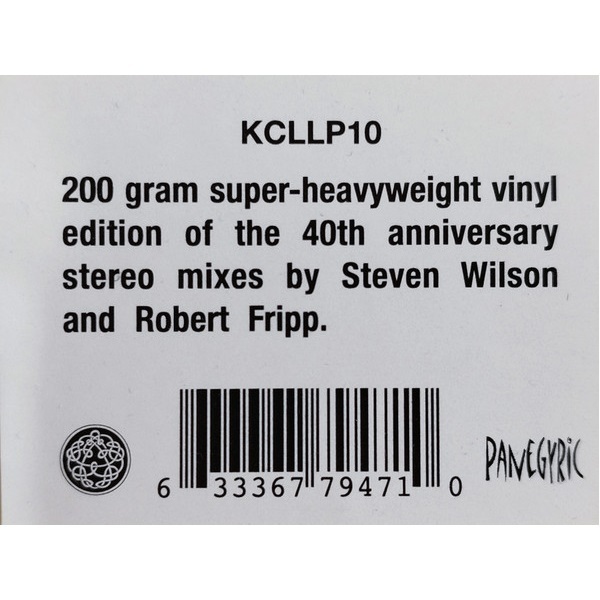 KCLLP10
200 gram super-heavyweight vinyl
edition of the 40th anniversary
stereo mixes by Steven Wilson
and Robert Fripp.
6 33367 79471 0
PANEGYRIC